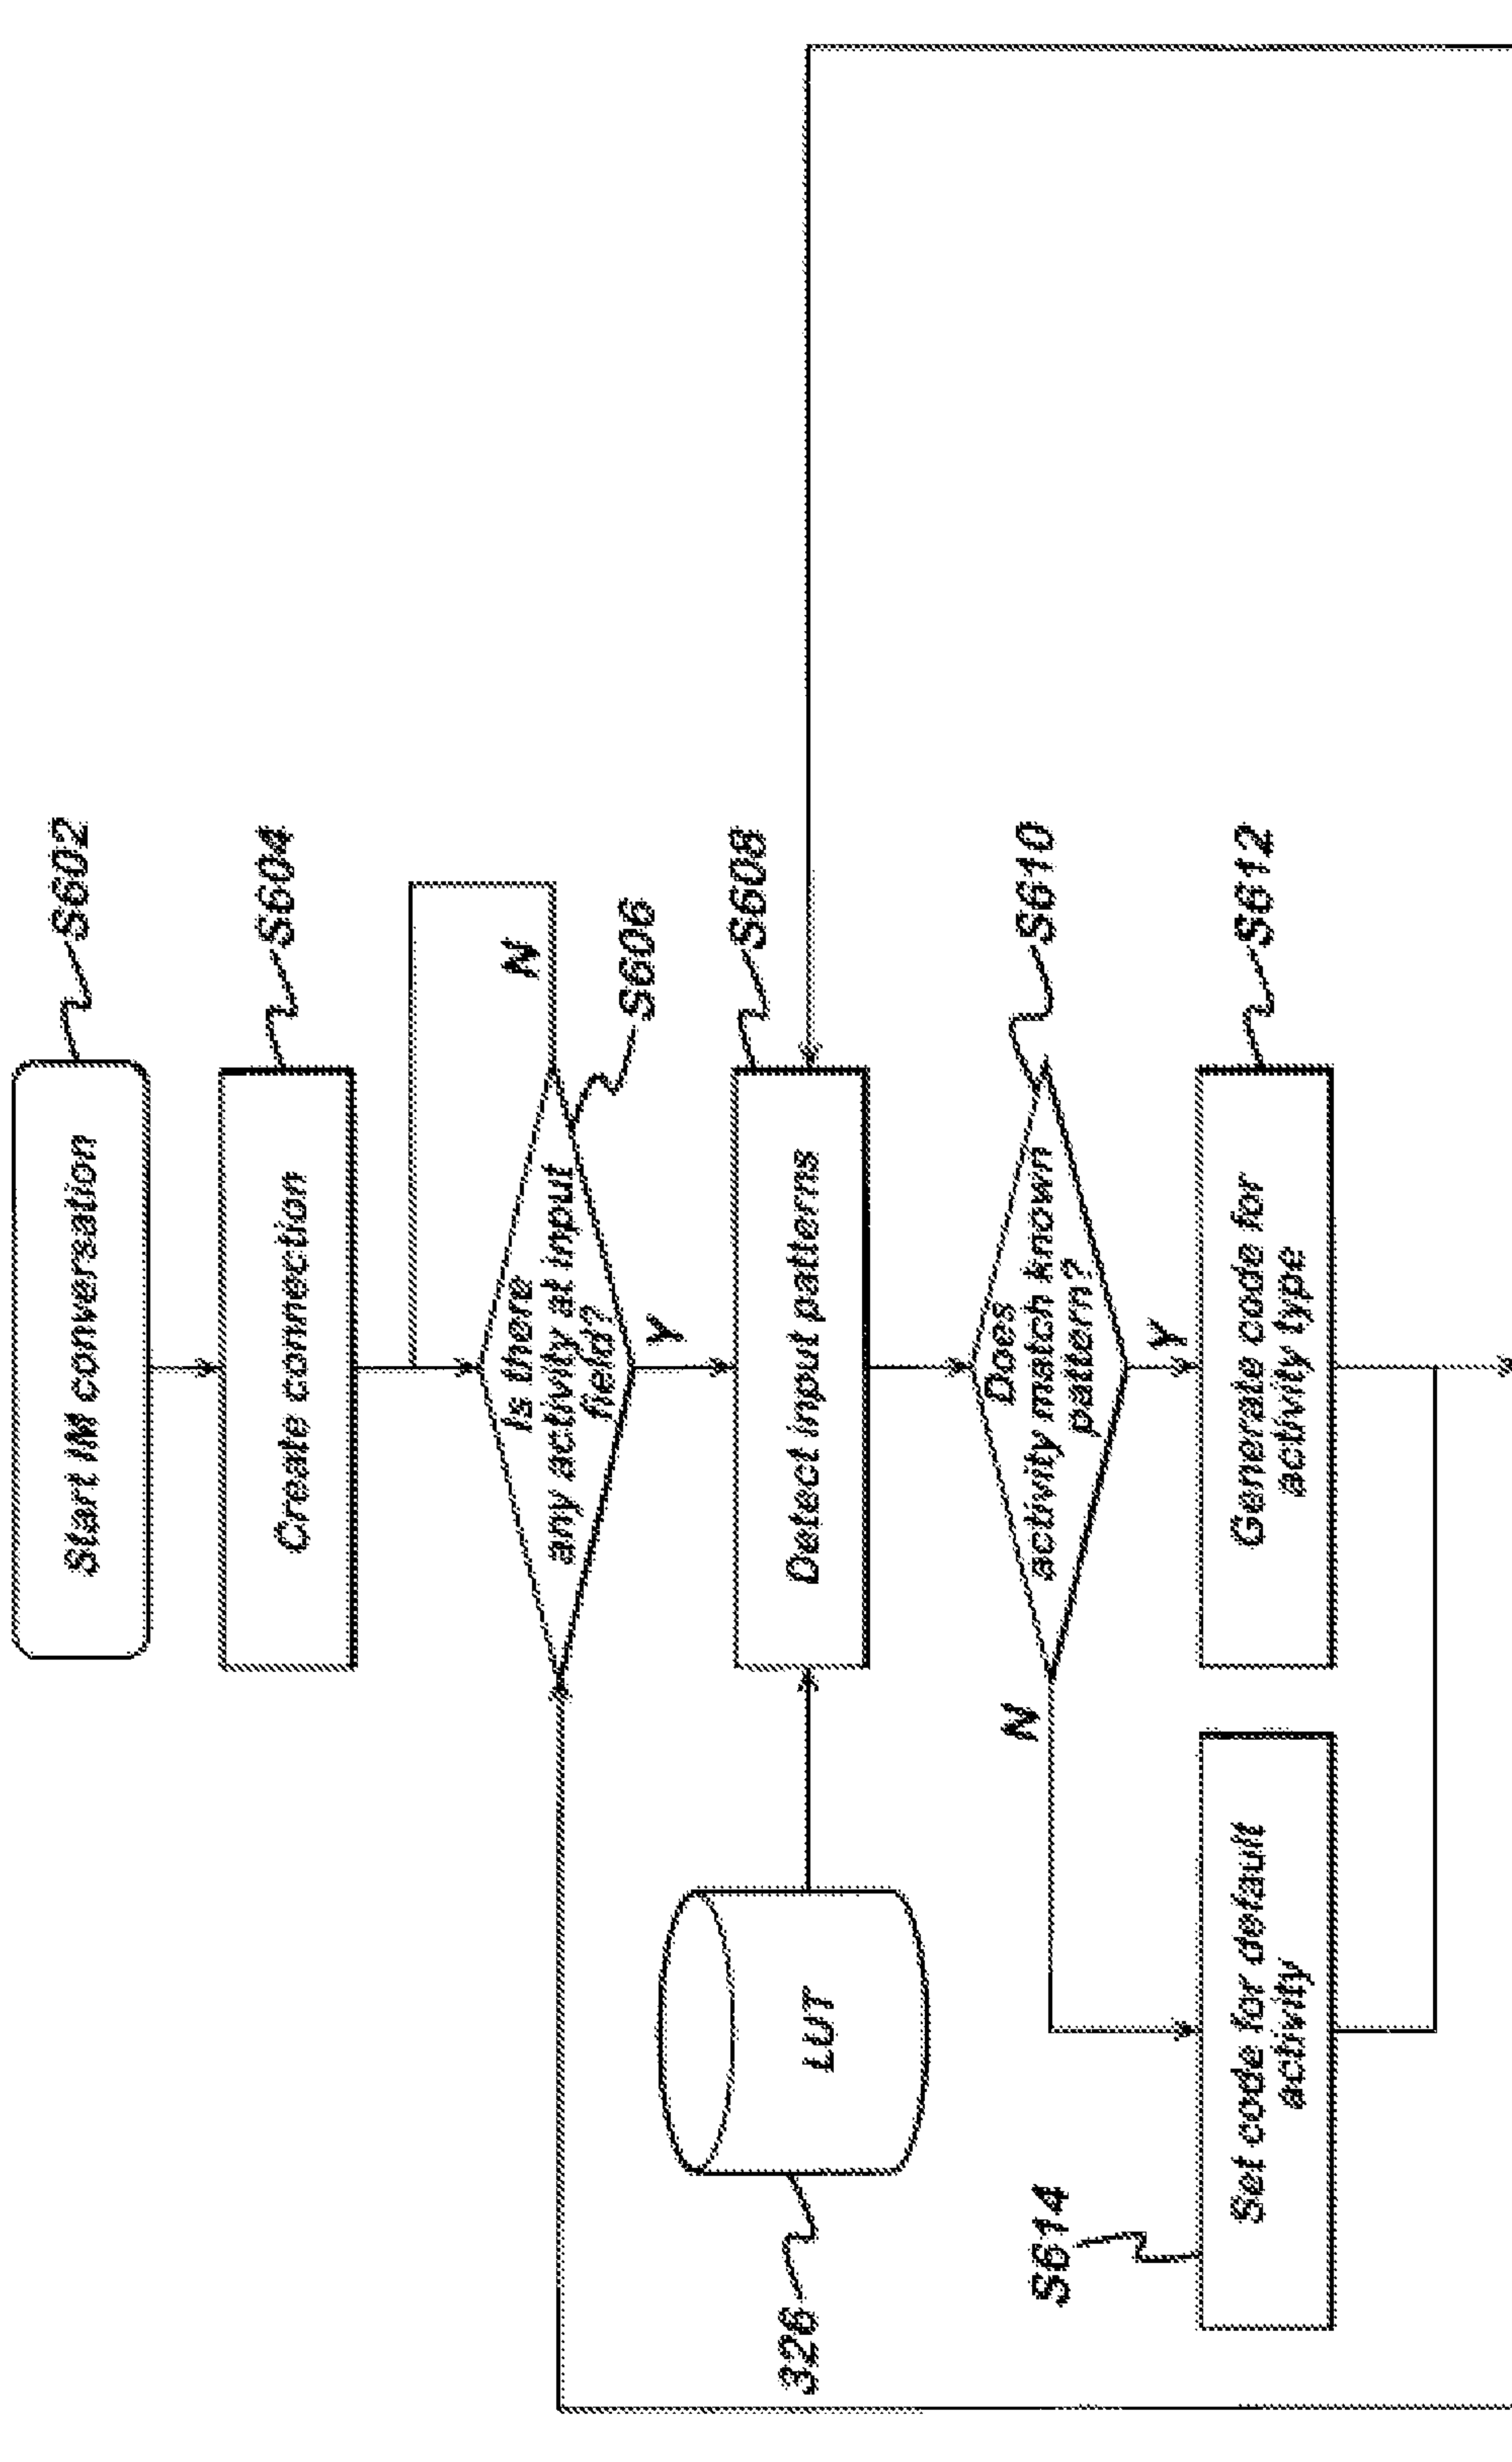 Start IM conversation
S602
Create connection
S604
N
Is there
any activity at input
field?
S606
Y
LUT
326
Detect input patterns
S608
Does
activity match known
pattern?
S610
N
Y
S614
Set code for default
activity
Generate code for
activity type
S612